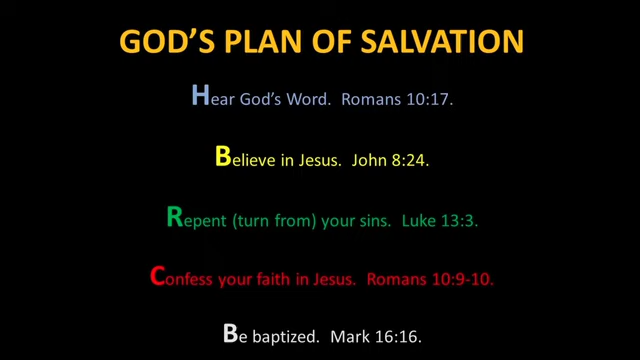 GOD’S PLAN OF SALVATION
Hear God’s Word. Romans 10:17.
Believe in Jesus. John 8:24.
Repent (turn from) your sins. Luke 13:3.
Confess your faith in Jesus. Romans 10:9-10.
Be baptized. Mark 16:16.